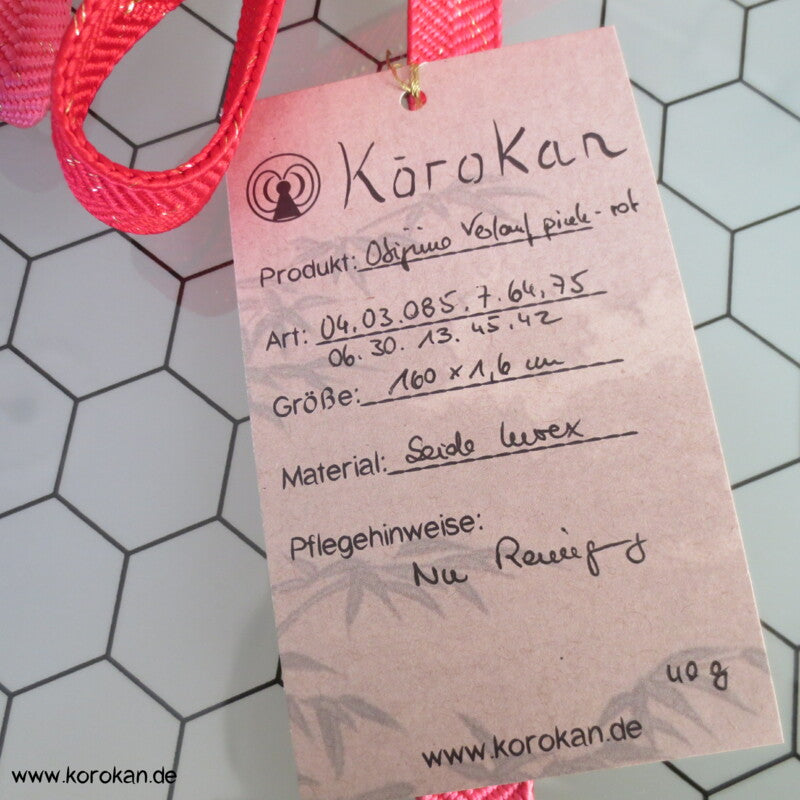 Kōrokan
Produkt: Obijime Verlauf pink-rot
Art: 04.03.085.7.64.75
06.30.13.45.42
Größe: 160 x 1,6 cm
Material: Seide Lurex
Pflegehinweise:
Nu Reinigung
40 g
www.korokan.de
www.korokan.de